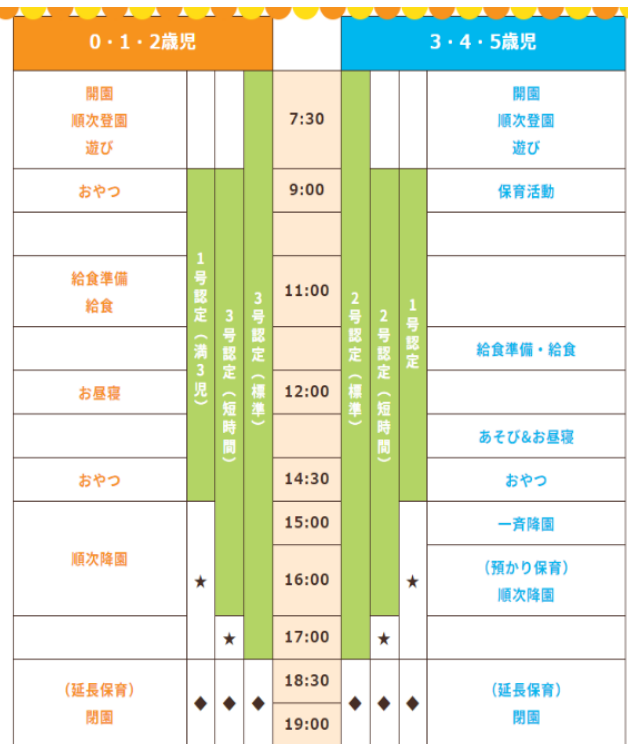 0・1・2歳児
3・4・5歳児
開園
順次登園
遊び
7:30
開園
順次登園
遊び
おやつ
9:00
保育活動
給食準備
給食
11:00
1号認定（満3児）
3号認定（短時間）
3号認定（標準）
2号認定（標準）
2号認定（短時間）
1号認定
給食準備・給食
お昼寝
12:00
あそび&お昼寝
おやつ
14:30
おやつ
15:00
一斉降園
順次降園
★
16:00
★
（預かり保育）
順次降園
★
17:00
★
（延長保育）
閉園
◆
◆
◆
18:30
19:00
◆
◆
◆
（延長保育）
閉園